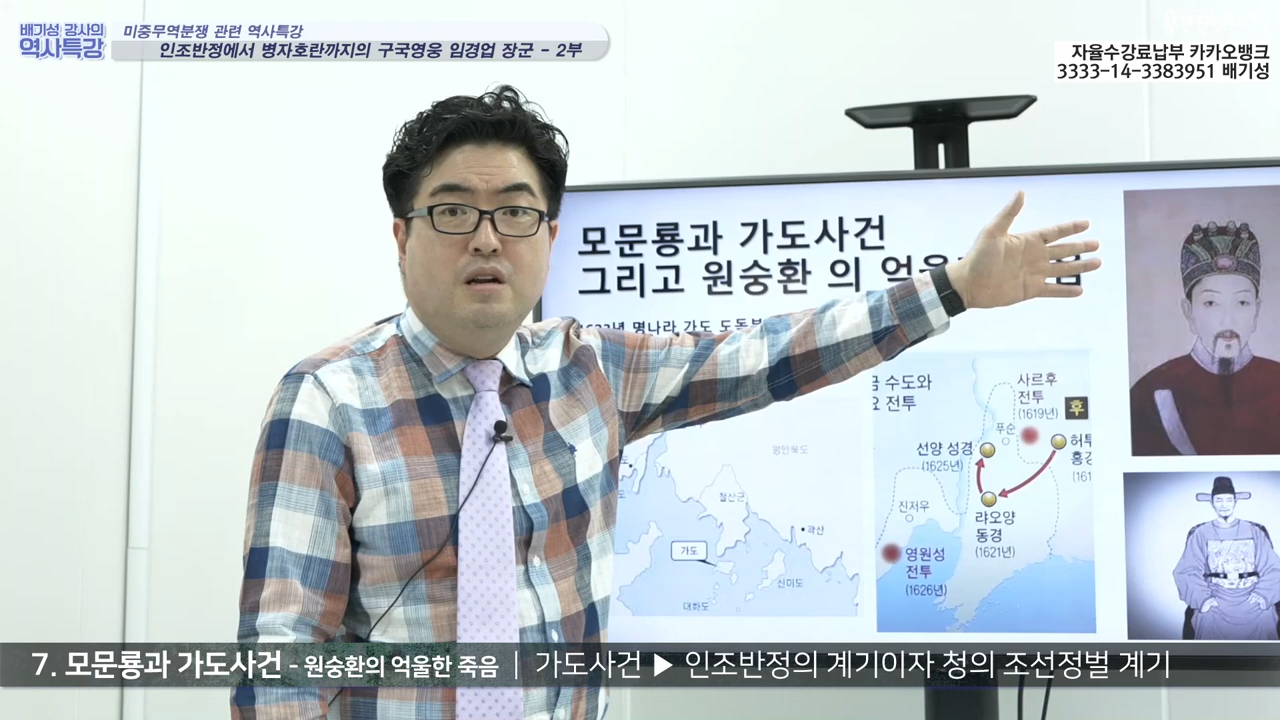 배기성 강사의
역사특강
미중무역분쟁 관련 역사특강
인조반정에서 병자호란까지의 구국영웅 임경업 장군 - 2부
자율수강료납부 카카오뱅크
3333-14-3383951 배기성
모문룡과 가도사건
그리고 원숭환 의
명나라 가도
수도와
전투
사르후
전투
(1619년)
후
푸순
선양 성경
(1625년)
허투
홍경
진저우
랴오양
동경
(1621년)
영원성
전투
(1626년)
평안북도
철산군
곽산
가도
신미도
대화도
7. 모문룡과 가도사건 - 원숭환의 억울한 죽음 | 가도사건 ▶ 인조반정의 계기이자 청의 조선정벌 계기